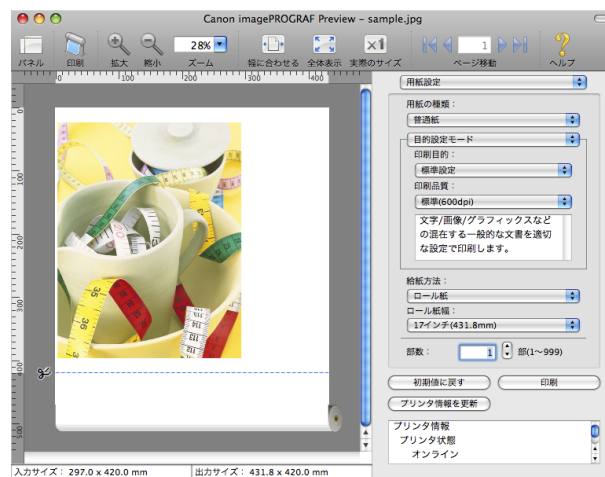 Canon imagePROGRAF Preview – sample.jpg
28%
1
パネル 印刷 拡大 縮小 ズーム 幅に合わせる 全体表示 実際のサイズ ページ移動 ヘルプ
0 100 200 300 400
用紙設定
用紙の種類：
普通紙
目的設定モード
印刷目的：
標準設定
印刷品質：
標準(600dpi)
文字/画像/グラフィックスなど
の混在する一般的な文書を適切
な設定で印刷します。
給紙方法：
ロール紙
ロール紙幅：
17インチ(431.8mm)
部数： 1 部(1〜999)
初期値に戻す 印刷
プリンタ情報を更新
プリンタ情報
プリンタ状態
オンライン
0
100
200
300
400
500
入力サイズ： 297.0 x 420.0 mm 出力サイズ： 431.8 x 420.0 mm